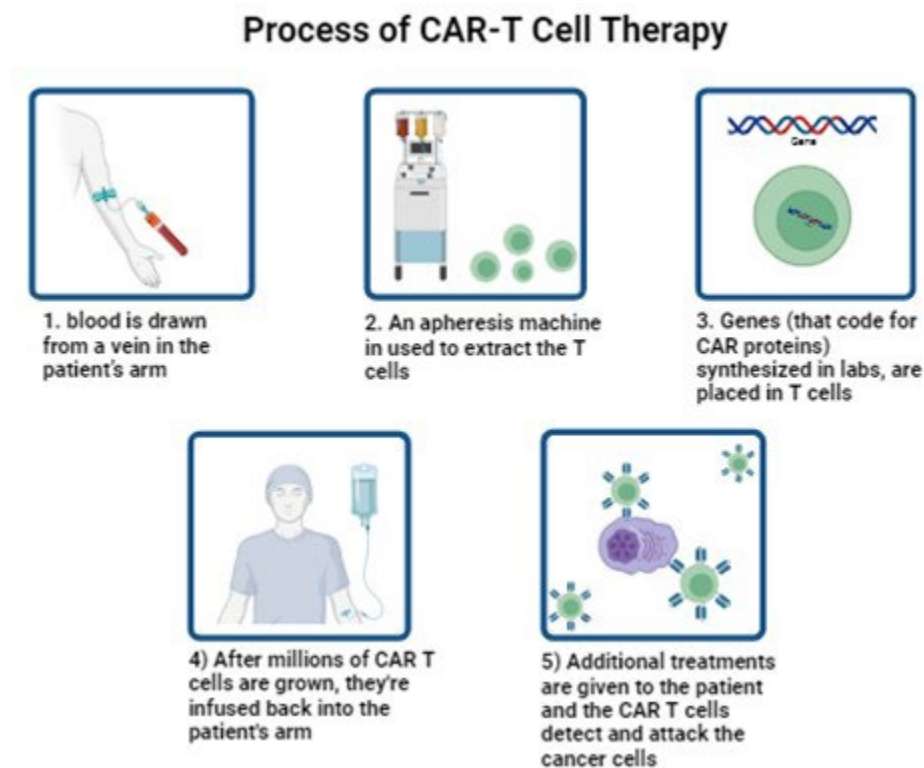 Process of CAR-T Cell Therapy
Gene
1. blood is drawn
from a vein in the
patient's arm
2. An apheresis machine
in used to extract the T
cells
3. Genes (that code for
CAR proteins)
synthesized in labs, are
placed in T cells
4) After millions of CAR T
cells are grown, they're
infused back into the
patient's arm
5) Additional treatments
are given to the patient
and the CAR T cells
detect and attack the
cancer cells